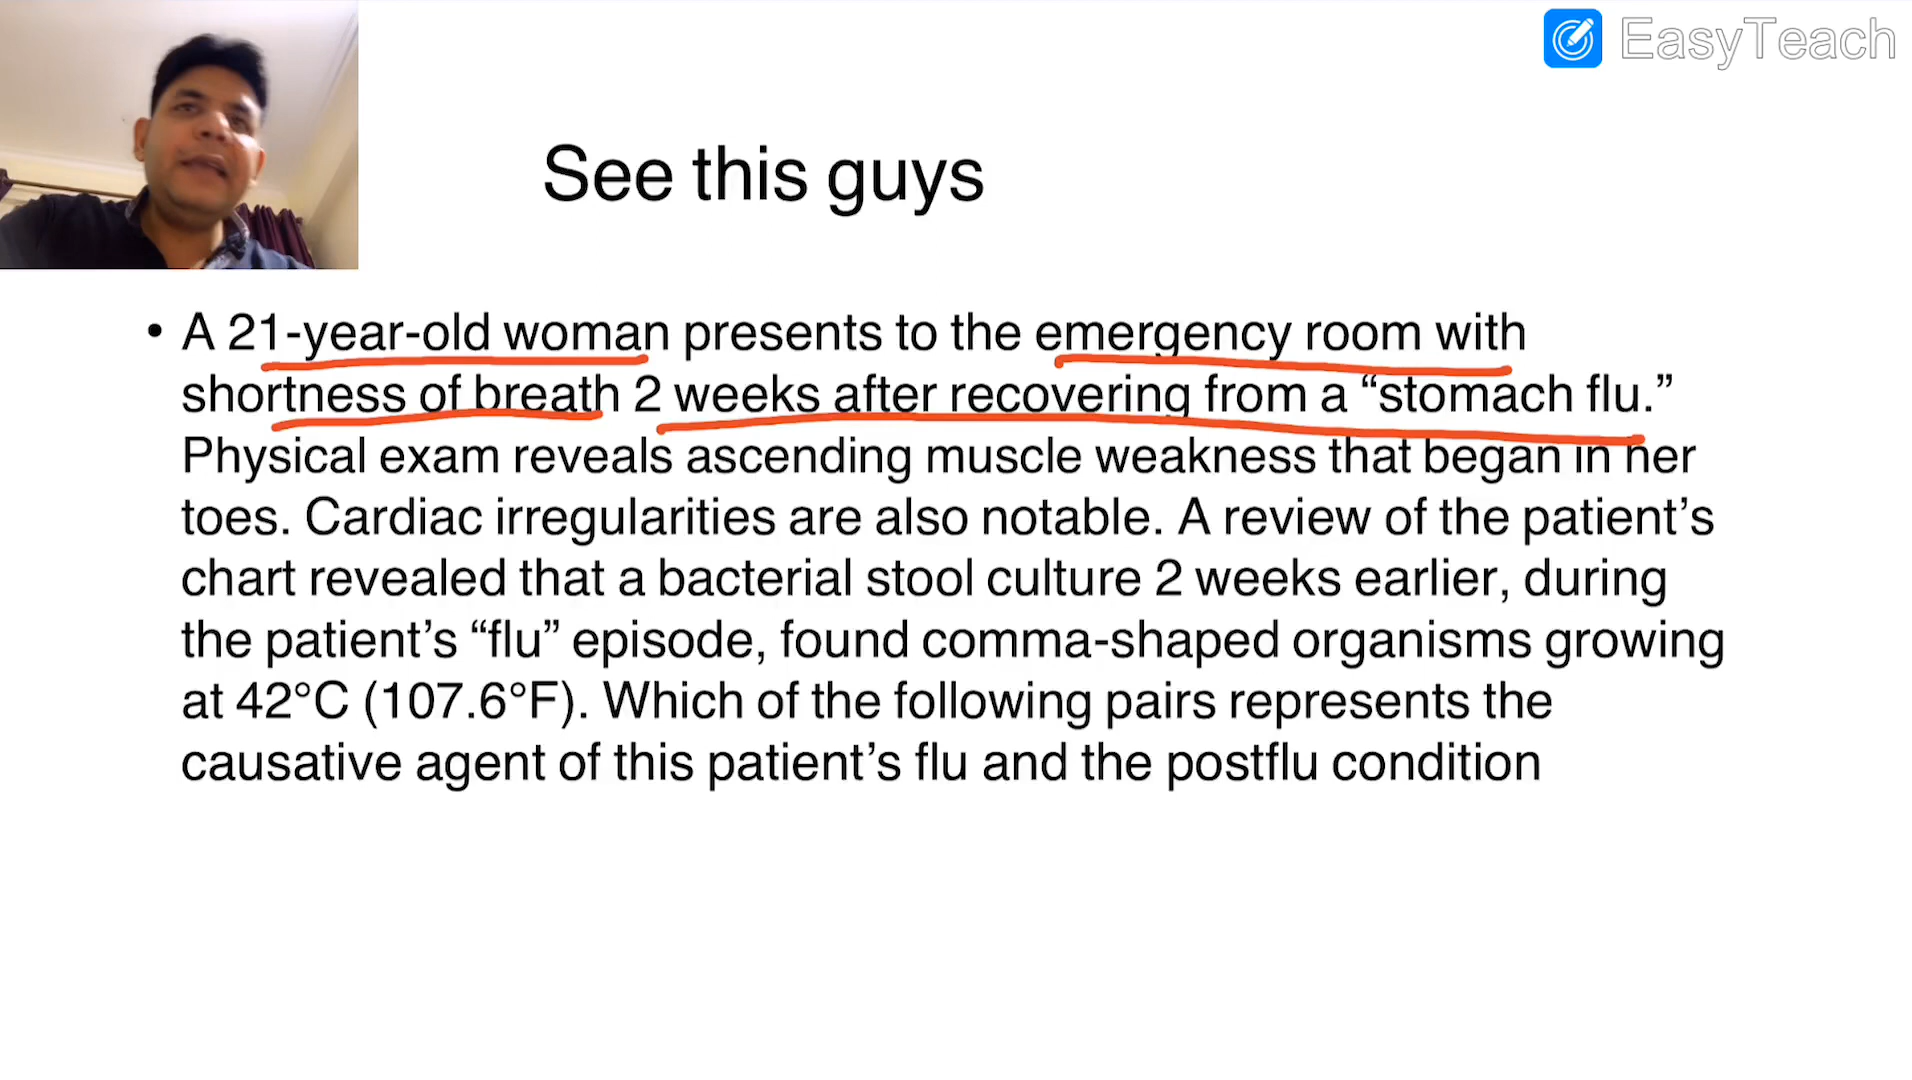 EasyTeach
See this guys
• A 21-year-old woman presents to the emergency room with
shortness of breath 2 weeks after recovering from a “stomach flu.”
Physical exam reveals ascending muscle weakness that began in her
toes. Cardiac irregularities are also notable. A review of the patient’s
chart revealed that a bacterial stool culture 2 weeks earlier, during
the patient’s “flu” episode, found comma-shaped organisms growing
at 42°C (107.6°F). Which of the following pairs represents the
causative agent of this patient’s flu and the postflu condition